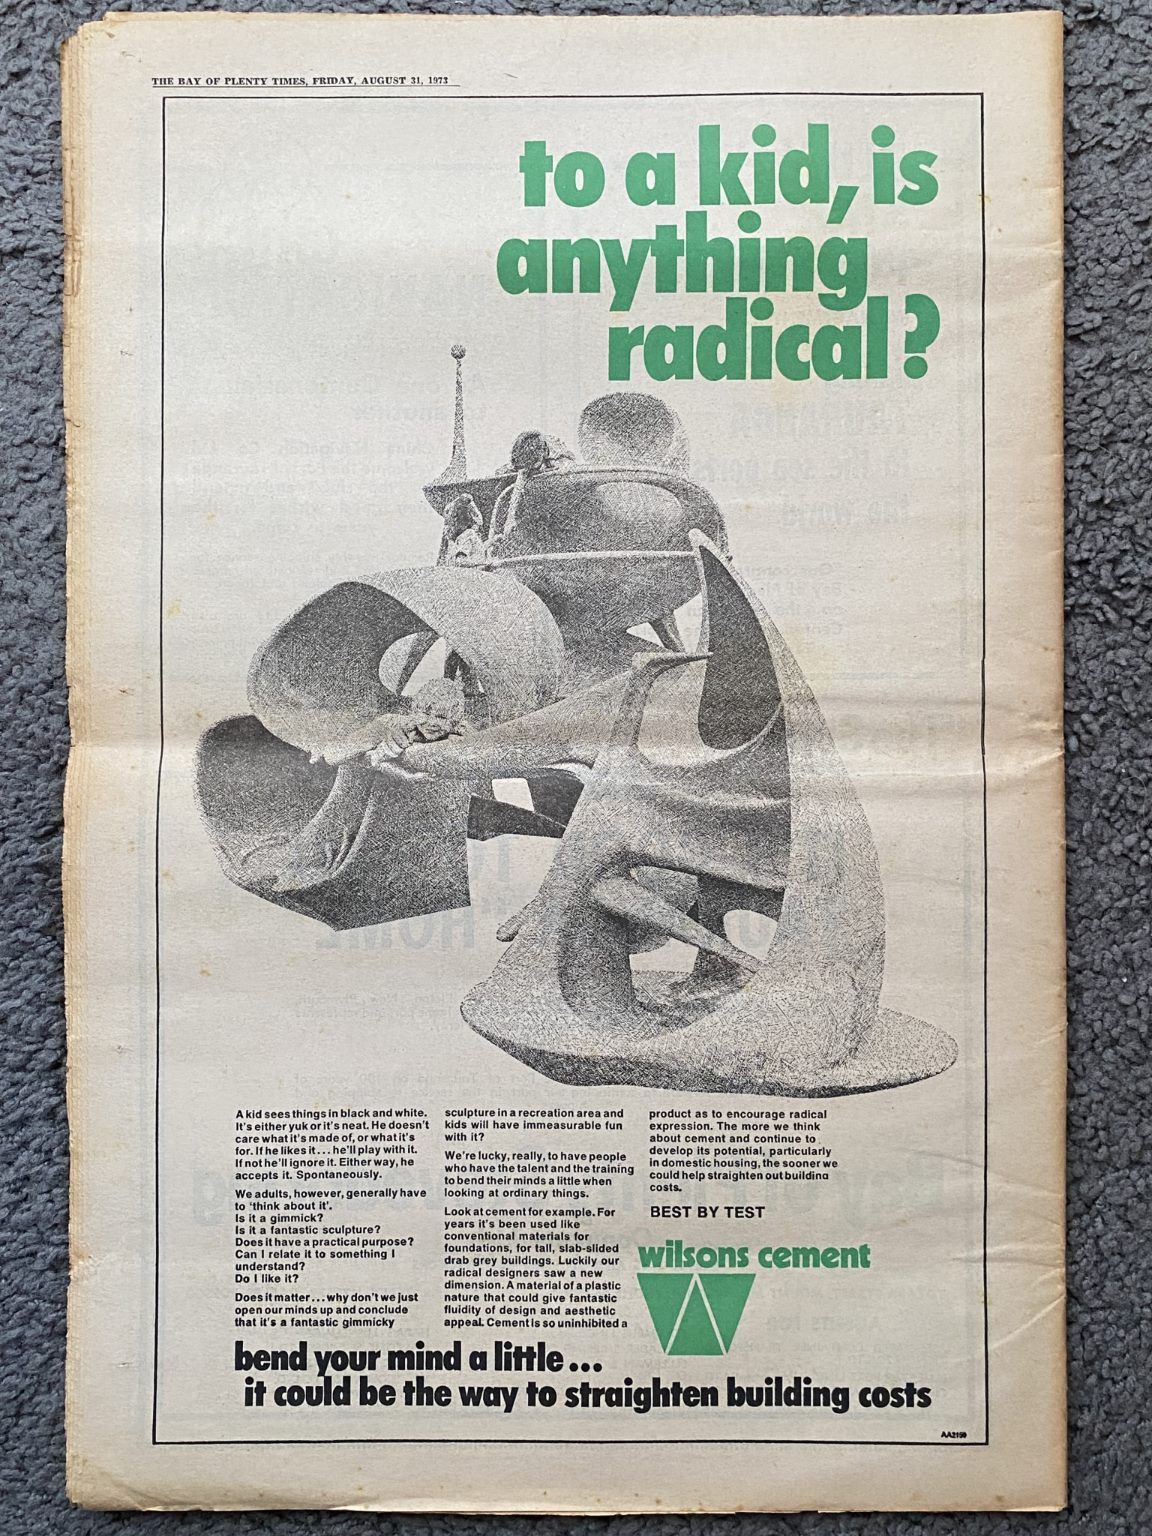 THE BAY OF PLENTY TIMES, FRIDAY, AUGUST 31, 1973
to a kid, is
anything
radical?
A kid sees things in black and white.
It's either yuk or it's neat. He doesn't
care what it's made of, or what it's
for. If he likes it... he'll play with it.
If not he'll ignore it. Either way, he
accepts it. Spontaneously.
We adults, however, generally have
to 'think about it'.
Is it a gimmick?
Is it a fantastic sculpture?
Does it have a practical purpose?
Can I relate it to something I
understand?
Do I like it?
Does it matter... why don't we just
open our minds up and conclude
that it's a fantastic gimmicky
sculpture in a recreation area and
kids will have immeasurable fun
with it?
We're lucky, really, to have people
who have the talent and the training
to bend their minds a little when
looking at ordinary things.
Look at cement for example. For
years it's been used like
conventional materials for
foundations, for tall, slab-slided
drab grey buildings. Luckily our
radical designers saw a new
dimension. A material of a plastic
nature that could give fantastic
fluidity of design and aesthetic
appeal. Cement is so uninhibited a
product as to encourage radical
expression. The more we think
about cement and continue to
develop its potential, particularly
in domestic housing, the sooner we
could help straighten out building
costs.
BEST BY TEST
wilsons cement
bend your mind a little...
it could be the way to straighten building costs
AA2159